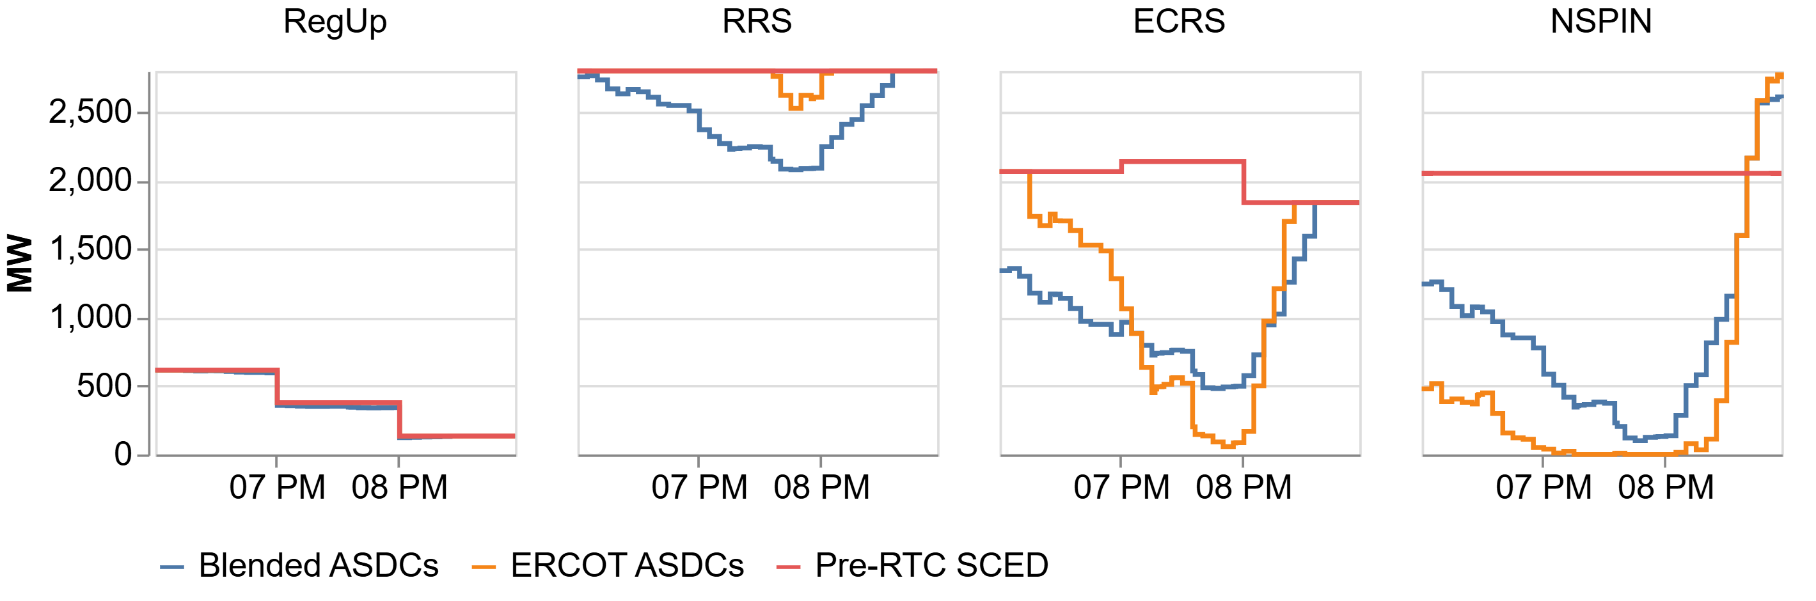 RegUp RRS ECRS NSPIN
MW
2,500
2,000
1,500
1,000
500
0
07 PM 08 PM 07 PM 08 PM 07 PM 08 PM 07 PM 08 PM
Blended ASDCs ERCOT ASDCs Pre-RTC SCED